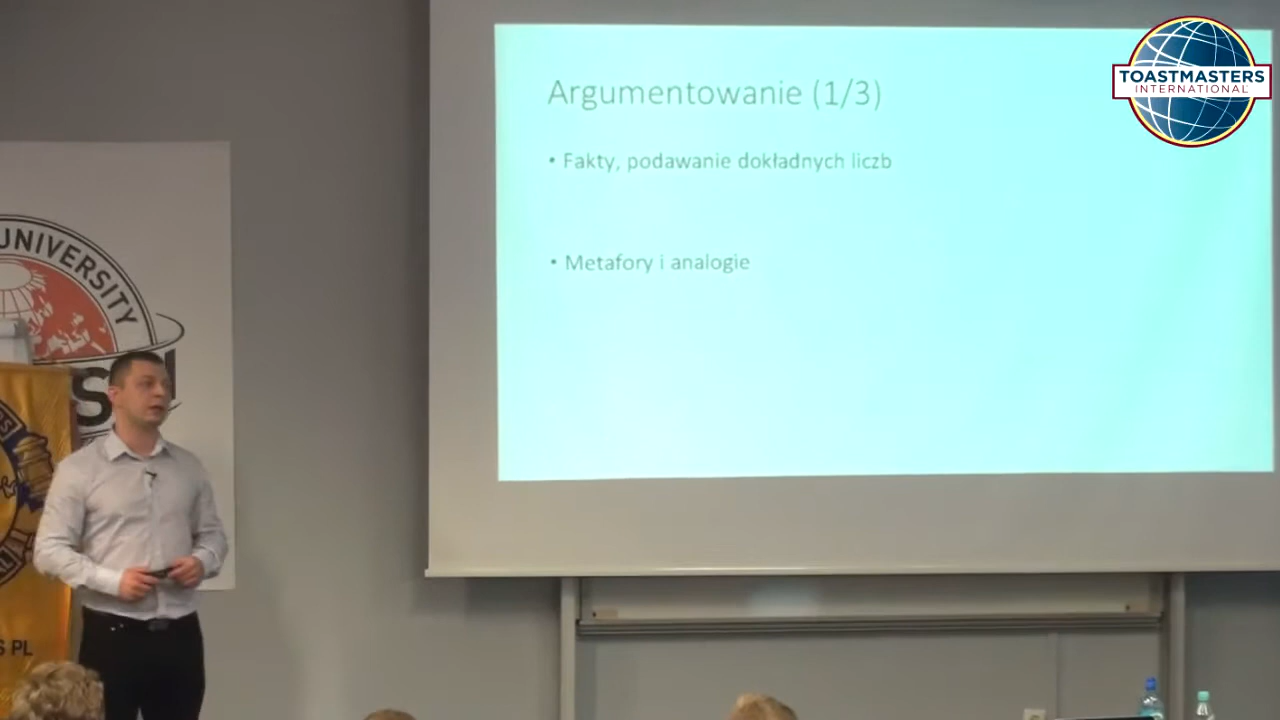 Argumentowanie (1/3)
• Fakty, podawanie dokładnych liczb
• Metafory i analogie
TOASTMASTERS
INTERNATIONAL
UNIVERSITY
S PL